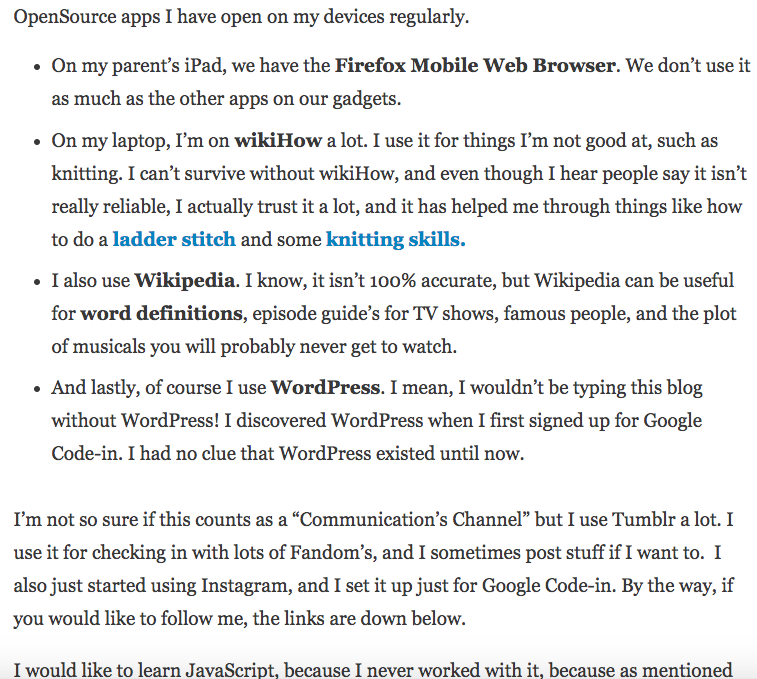 OpenSource apps I have open on my devices regularly.
• On my parent’s iPad, we have the Firefox Mobile Web Browser. We don’t use it
as much as the other apps on our gadgets.
• On my laptop, I’m on wikiHow a lot. I use it for things I’m not good at, such as
knitting. I can’t survive without wikiHow, and even though I hear people say it isn’t
really reliable, I actually trust it a lot, and it has helped me through things like how
to do a ladder stitch and some knitting skills.
• I also use Wikipedia. I know, it isn’t 100% accurate, but Wikipedia can be useful
for word definitions, episode guide’s for TV shows, famous people, and the plot
of musicals you will probably never get to watch.
• And lastly, of course I use WordPress. I mean, I wouldn’t be typing this blog
without WordPress! I discovered WordPress when I first signed up for Google
Code-in. I had no clue that WordPress existed until now.
I’m not so sure if this counts as a “Communication’s Channel” but I use Tumblr a lot. I
use it for checking in with lots of Fandom’s, and I sometimes post stuff if I want to.  I
also just started using Instagram, and I set it up just for Google Code-in. By the way, if
you would like to follow me, the links are down below.
I would like to learn JavaScript, because I never worked with it, because as mentioned